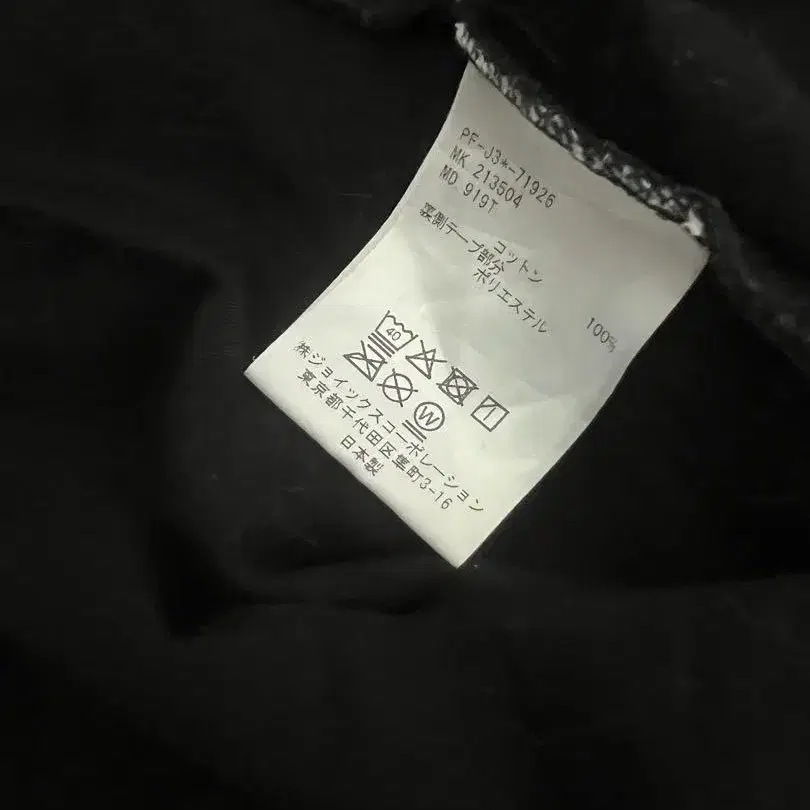 PF-J3*-71926
MK 213504
MD 919T
コットン 100%
裏側テープ部分
ポリエステル
40
W
㈱ジョイックスコーポレーション
東京都千代田区隼町3-16
日本製